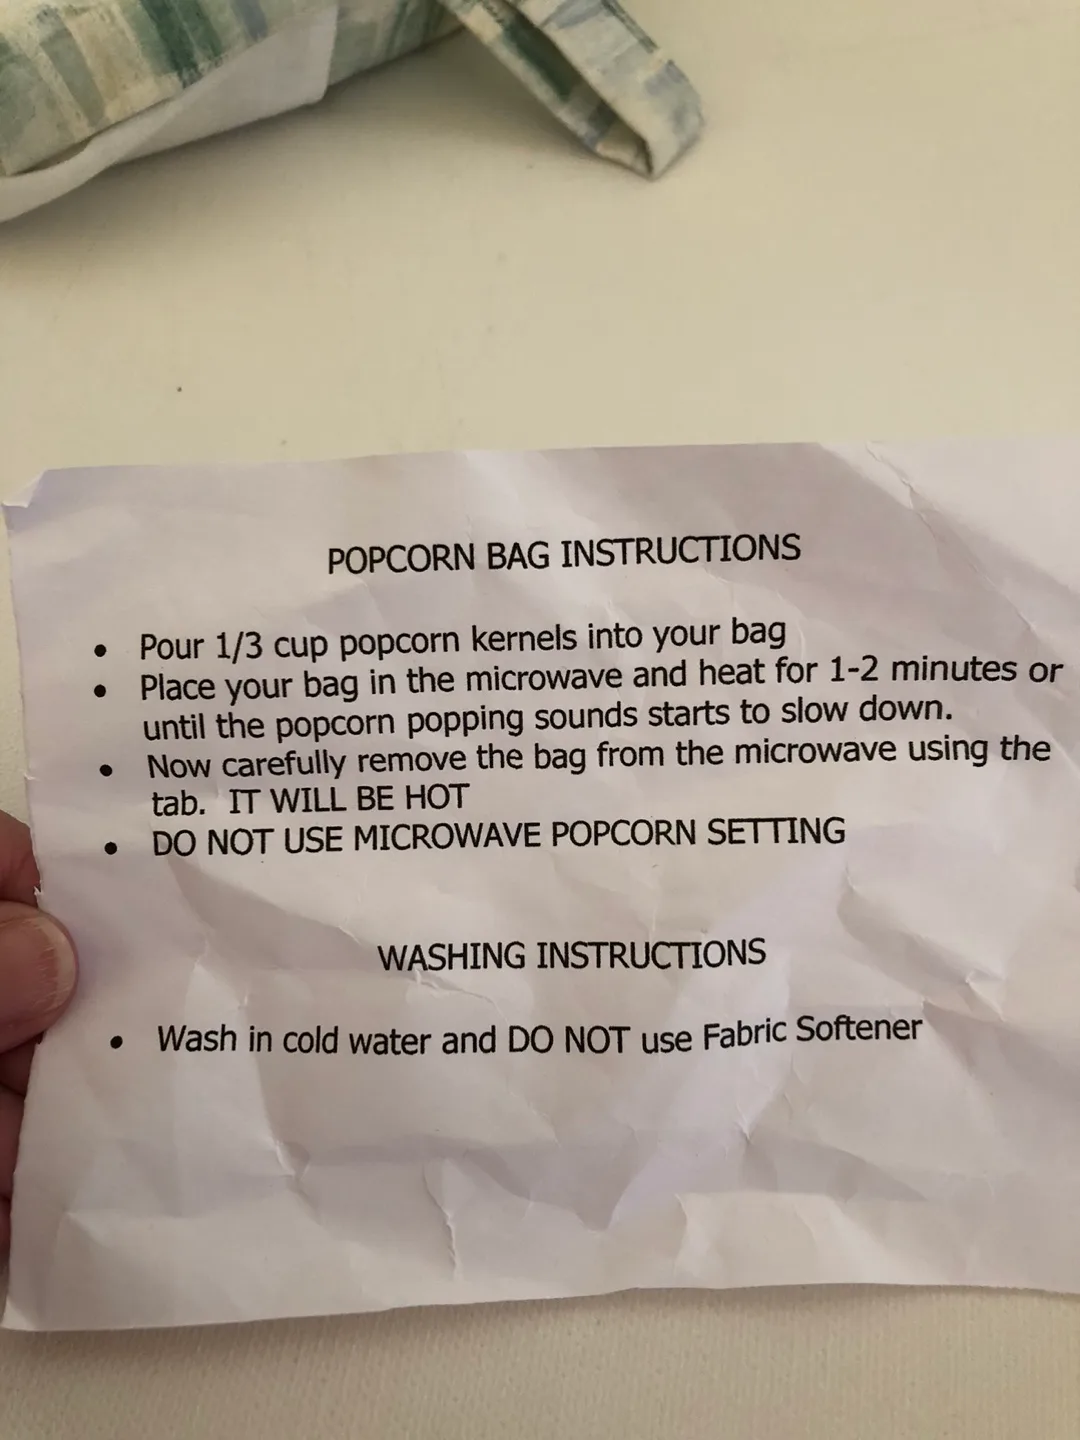 POPCORN BAG INSTRUCTIONS
• Pour 1/3 cup popcorn kernels into your bag
• Place your bag in the microwave and heat for 1-2 minutes or
until the popcorn popping sounds starts to slow down.
• Now carefully remove the bag from the microwave using the
tab. IT WILL BE HOT
• DO NOT USE MICROWAVE POPCORN SETTING
WASHING INSTRUCTIONS
• Wash in cold water and DO NOT use Fabric Softener